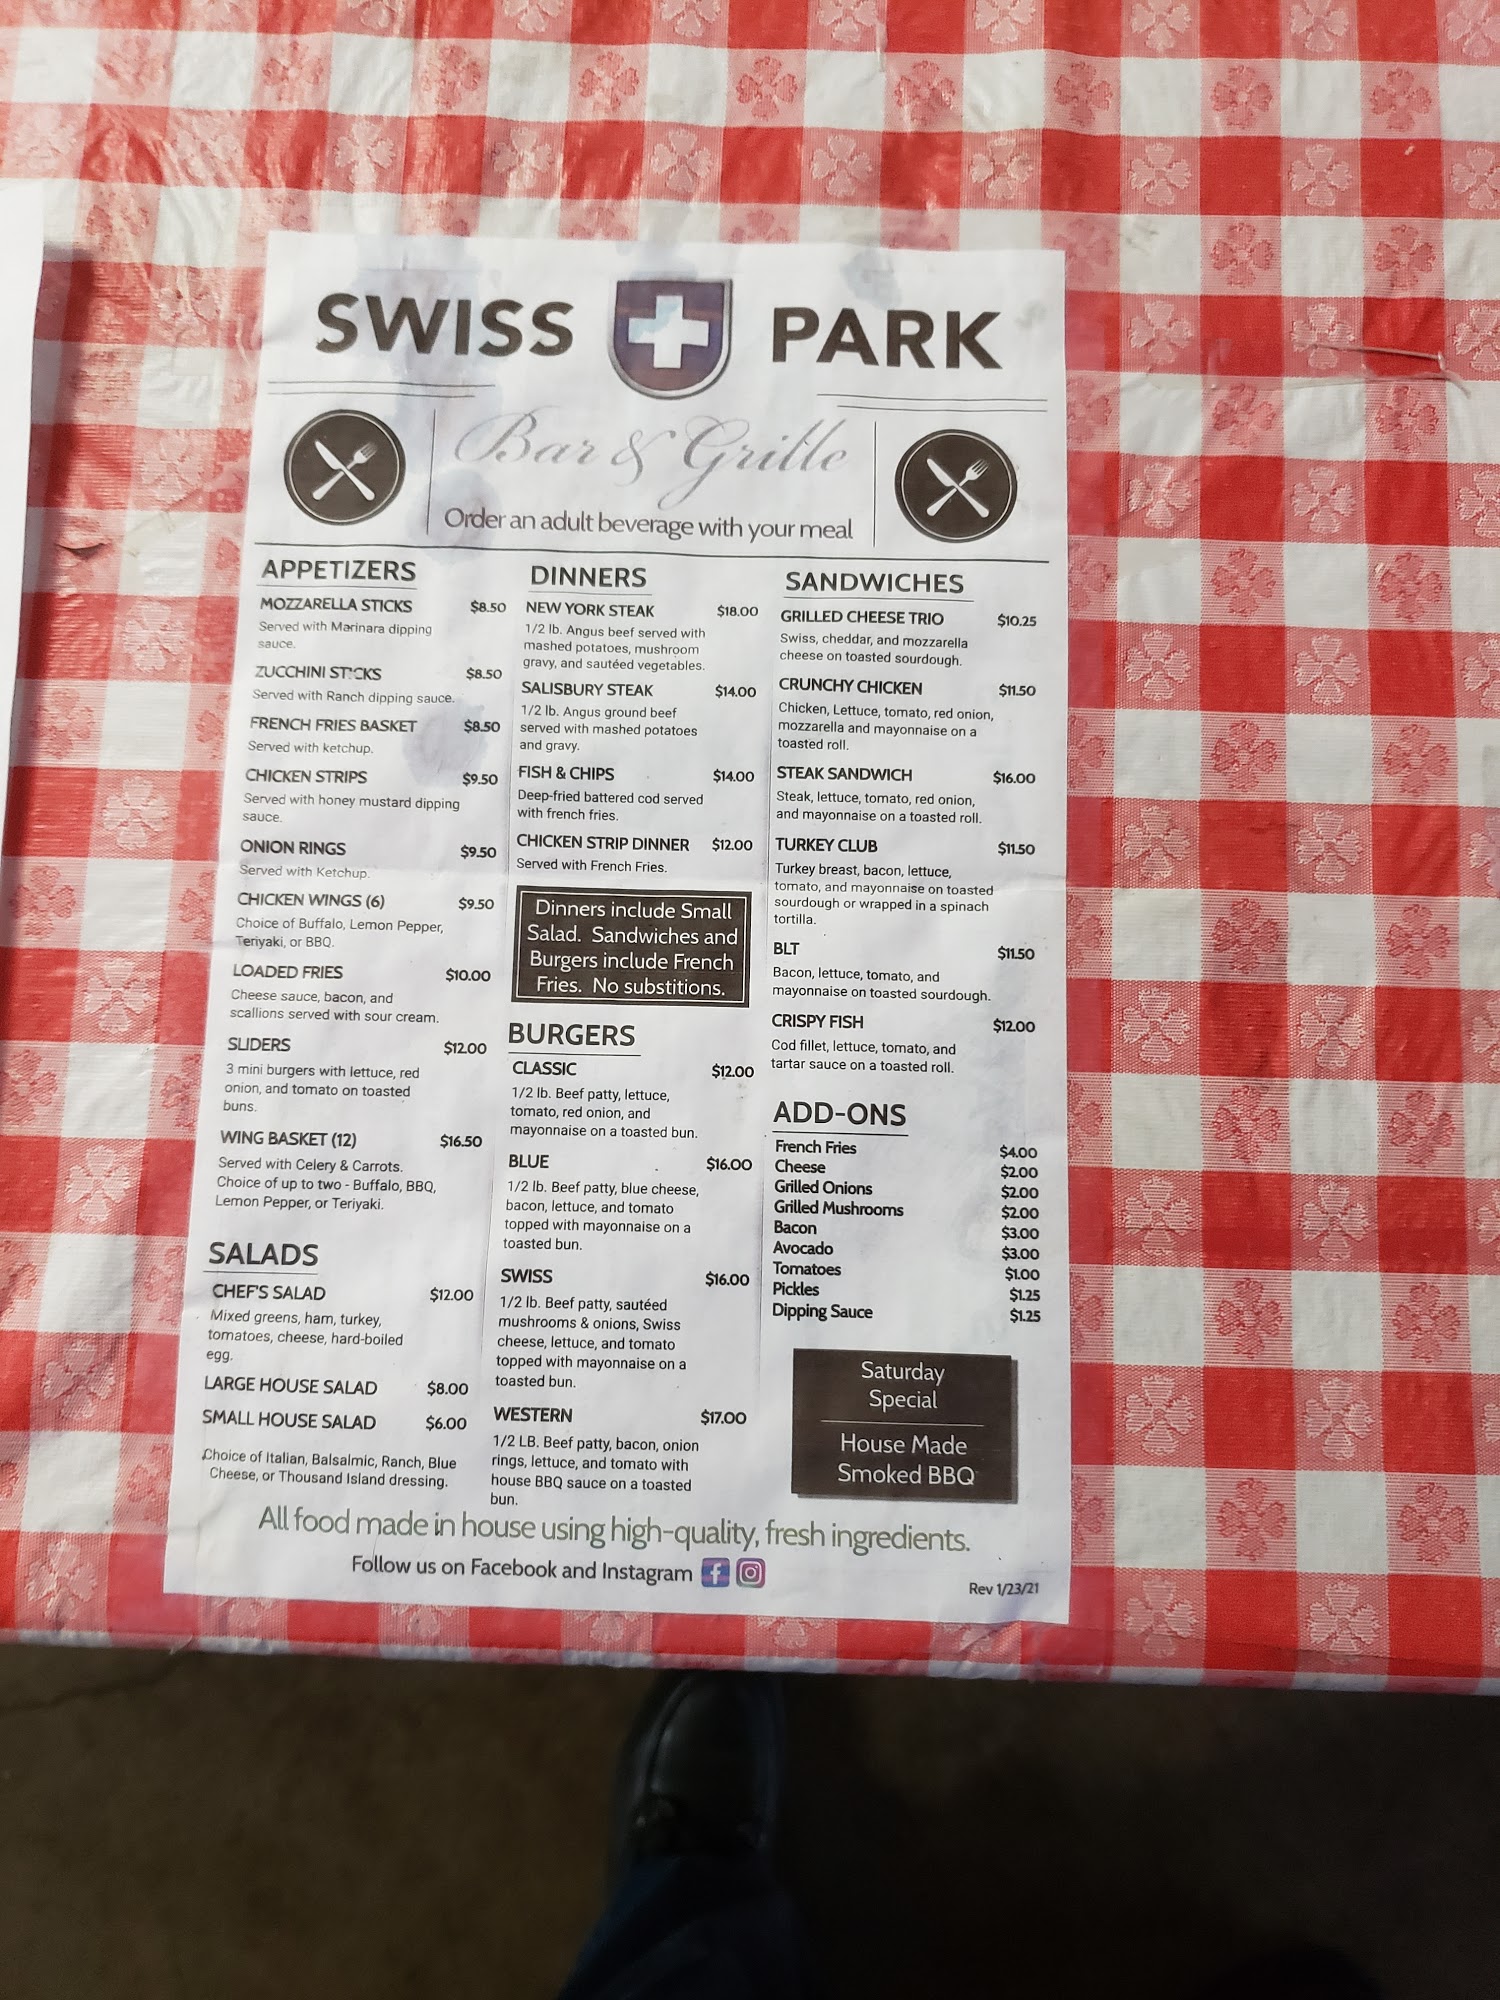 SWISS PARK
Bar & Grille
Order an adult beverage with your meal
APPETIZERS
MOZZARELLA STICKS $8.50
Served with Marinara dipping
sauce.
ZUCCHINI STICKS $8.50
Served with Ranch dipping sauce.
FRENCH FRIES BASKET $8.50
Served with ketchup.
CHICKEN STRIPS $9.50
Served with honey mustard dipping
sauce.
ONION RINGS $9.50
Served with Ketchup.
CHICKEN WINGS (6) $9.50
Choice of Buffalo, Lemon Pepper,
Teriyaki, or BBQ.
LOADED FRIES $10.00
Cheese sauce, bacon, and
scallions served with sour cream.
SLIDERS $12.00
3 mini burgers with lettuce, red
onion, and tomato on toasted
buns.
WING BASKET (12) $16.50
Served with Celery & Carrots.
Choice of up to two - Buffalo, BBQ,
Lemon Pepper, or Teriyaki.
SALADS
CHEF'S SALAD $12.00
Mixed greens, ham, turkey,
tomatoes, cheese, hard-boiled
egg.
LARGE HOUSE SALAD $8.00
SMALL HOUSE SALAD $6.00
Choice of Italian, Balsalmic, Ranch, Blue
Cheese, or Thousand Island dressing.
DINNERS
NEW YORK STEAK $18.00
1/2 lb. Angus beef served with
mashed potatoes, mushroom
gravy, and sautéed vegetables.
SALISBURY STEAK $14.00
1/2 lb. Angus ground beef
served with mashed potatoes
and gravy.
FISH & CHIPS $14.00
Deep-fried battered cod served
with french fries.
CHICKEN STRIP DINNER $12.00
Served with French Fries.
Dinners include Small
Salad. Sandwiches and
Burgers include French
Fries. No substitions.
BURGERS
CLASSIC $12.00
1/2 lb. Beef patty, lettuce,
tomato, red onion, and
mayonnaise on a toasted bun.
BLUE $16.00
1/2 lb. Beef patty, blue cheese,
bacon, lettuce, and tomato
topped with mayonnaise on a
toasted bun.
SWISS $16.00
1/2 lb. Beef patty, sautéed
mushrooms & onions, Swiss
cheese, lettuce, and tomato
topped with mayonnaise on a
toasted bun.
WESTERN $17.00
1/2 LB. Beef patty, bacon, onion
rings, lettuce, and tomato with
house BBQ sauce on a toasted
bun.
SANDWICHES
GRILLED CHEESE TRIO $10.25
Swiss, cheddar, and mozzarella
cheese on toasted sourdough.
CRUNCHY CHICKEN $11.50
Chicken, Lettuce, tomato, red onion,
mozzarella and mayonnaise on a
toasted roll.
STEAK SANDWICH $16.00
Steak, lettuce, tomato, red onion,
and mayonnaise on a toasted roll.
TURKEY CLUB $11.50
Turkey breast, bacon, lettuce,
tomato, and mayonnaise on toasted
sourdough or wrapped in a spinach
tortilla.
BLT $11.50
Bacon, lettuce, tomato, and
mayonnaise on toasted sourdough.
CRISPY FISH $12.00
Cod fillet, lettuce, tomato, and
tartar sauce on a toasted roll.
ADD-ONS
French Fries $4.00
Cheese $2.00
Grilled Onions $2.00
Grilled Mushrooms $2.00
Bacon $3.00
Avocado $3.00
Tomatoes $1.00
Pickles $1.25
Dipping Sauce $1.25
Saturday
Special
House Made
Smoked BBQ
All food made in house using high-quality, fresh ingredients.
Follow us on Facebook and Instagram
Rev 1/23/21